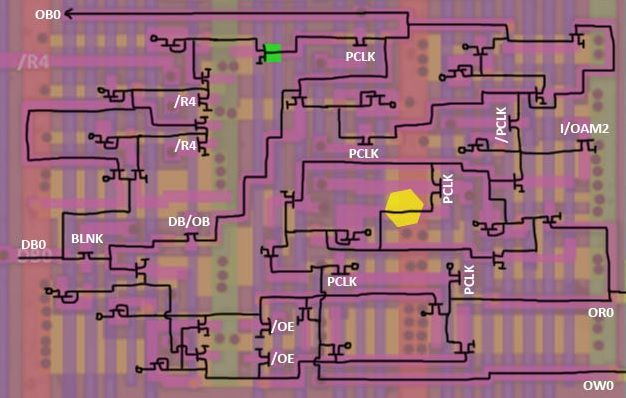 OB0
PCLK
/R4
/R4
/PCLK
I/OAM2
/R4
PCLK
PCLK
DB/OB
DB0
DB0
BLNK
PCLK
PCLK
OR0
/OE
/OE
OW0